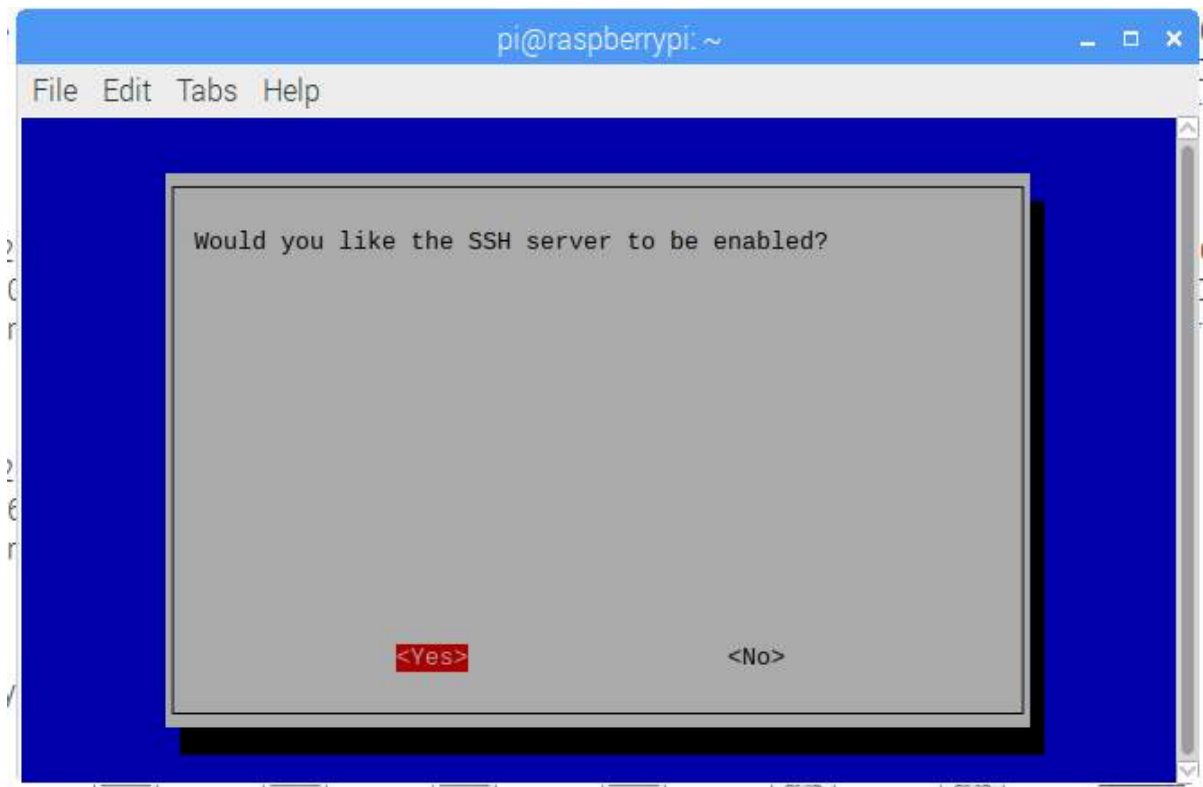 pi@raspberrypi: ~
File Edit Tabs Help
Would you like the SSH server to be enabled?
<Yes> <No>